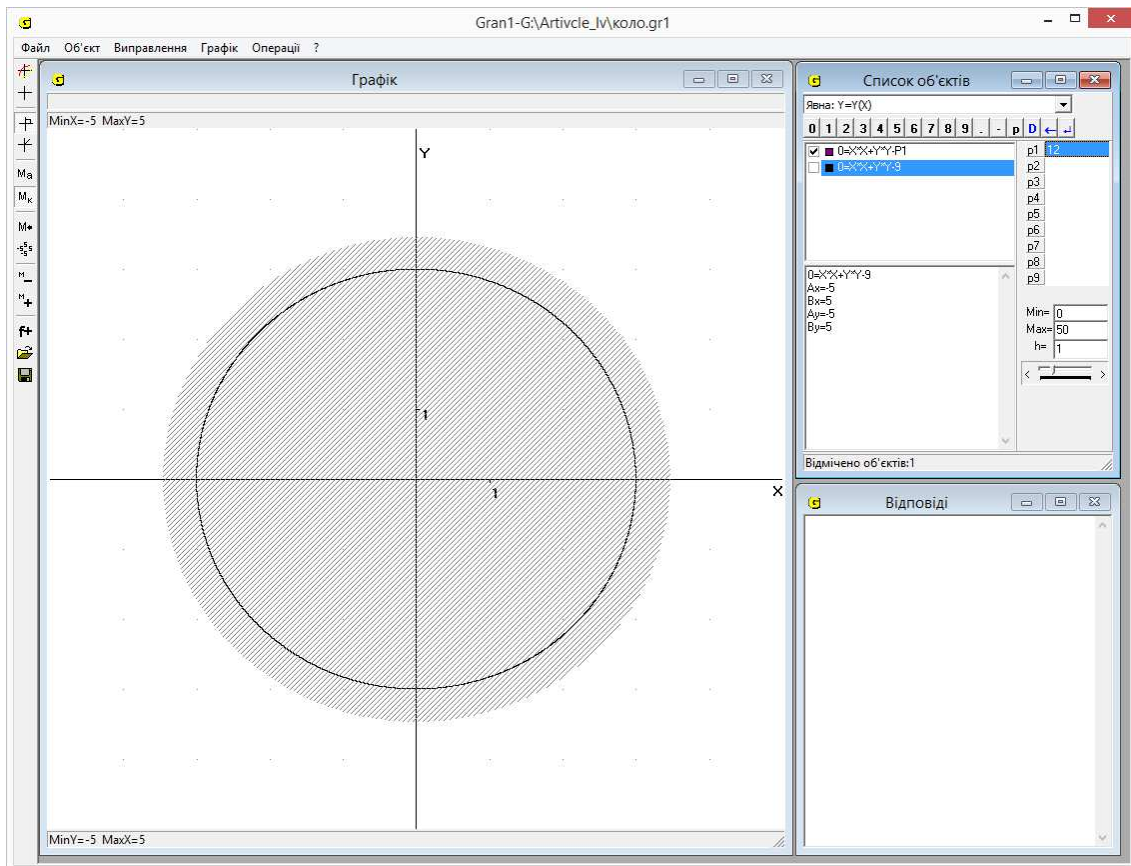 Gran1-G:\Artivcle_Iv\коло.gr1
Файл Об'єкт Виправлення Графік Операції ?
Графік
MinX=-5 MaxY=5
Y
1
1
X
MinY=-5 MaxX=5
Ma
Mк
M
M
M
f+
Список об'єктів
Явна: Y=Y(X)
0 1 2 3 4 5 6 7 8 9 . - p D ← ↲
0=X*X+Y*Y-P1
0=X*X+Y*Y-9
p1 12
p2
p3
p4
p5
p6
p7
p8
p9
0=X*X+Y*Y-9
Ax=-5
Bx=5
Ay=-5
By=5
Min= 0
Max= 50
h= 1
< >
Відмічено об'єктів:1
Відповіді